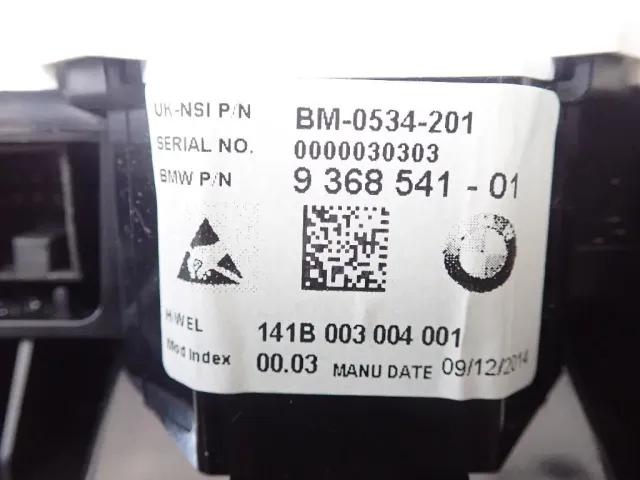 UK-NSI P/N BM-0534-201
SERIAL NO. 0000030303
BMW P/N 9 368 541 - 01
H-WEL 141B 003 004 001
Mod Index 00.03 MANU DATE 09/12/2014